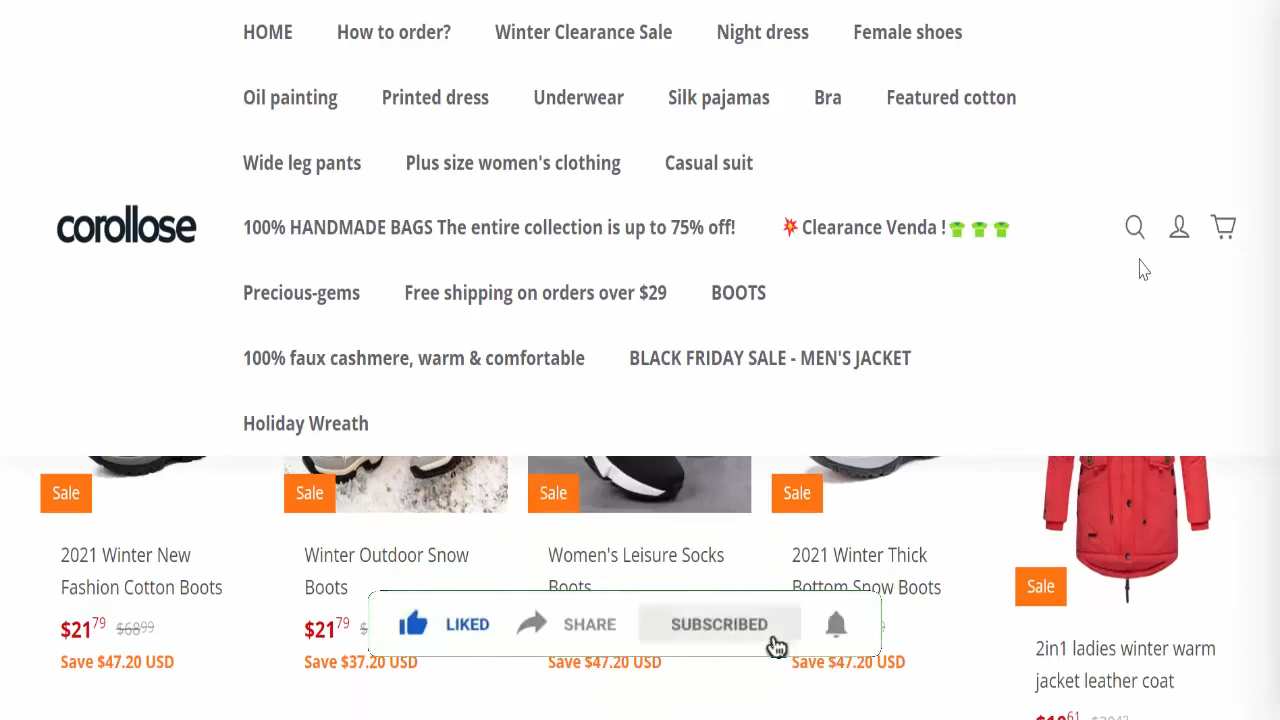 HOME How to order? Winter Clearance Sale Night dress Female shoes
Oil painting Printed dress Underwear Silk pajamas Bra Featured cotton
Wide leg pants Plus size women's clothing Casual suit
corollose
100% HANDMADE BAGS The entire collection is up to 75% off! 💥Clearance Venda !👕👕👕
Precious-gems Free shipping on orders over $29 BOOTS
100% faux cashmere, warm & comfortable BLACK FRIDAY SALE - MEN'S JACKET
Holiday Wreath
Sale Sale Sale Sale
Sale
2021 Winter New Winter Outdoor Snow Women's Leisure Socks 2021 Winter Thick
Fashion Cotton Boots Boots Boots Bottom Snow Boots
$21.79 $68.99 $21.79
LIKED SHARE SUBSCRIBED
Save $47.20 USD Save $37.20 USD Save $47.20 USD Save $47.20 USD
2in1 ladies winter warm
jacket leather coat